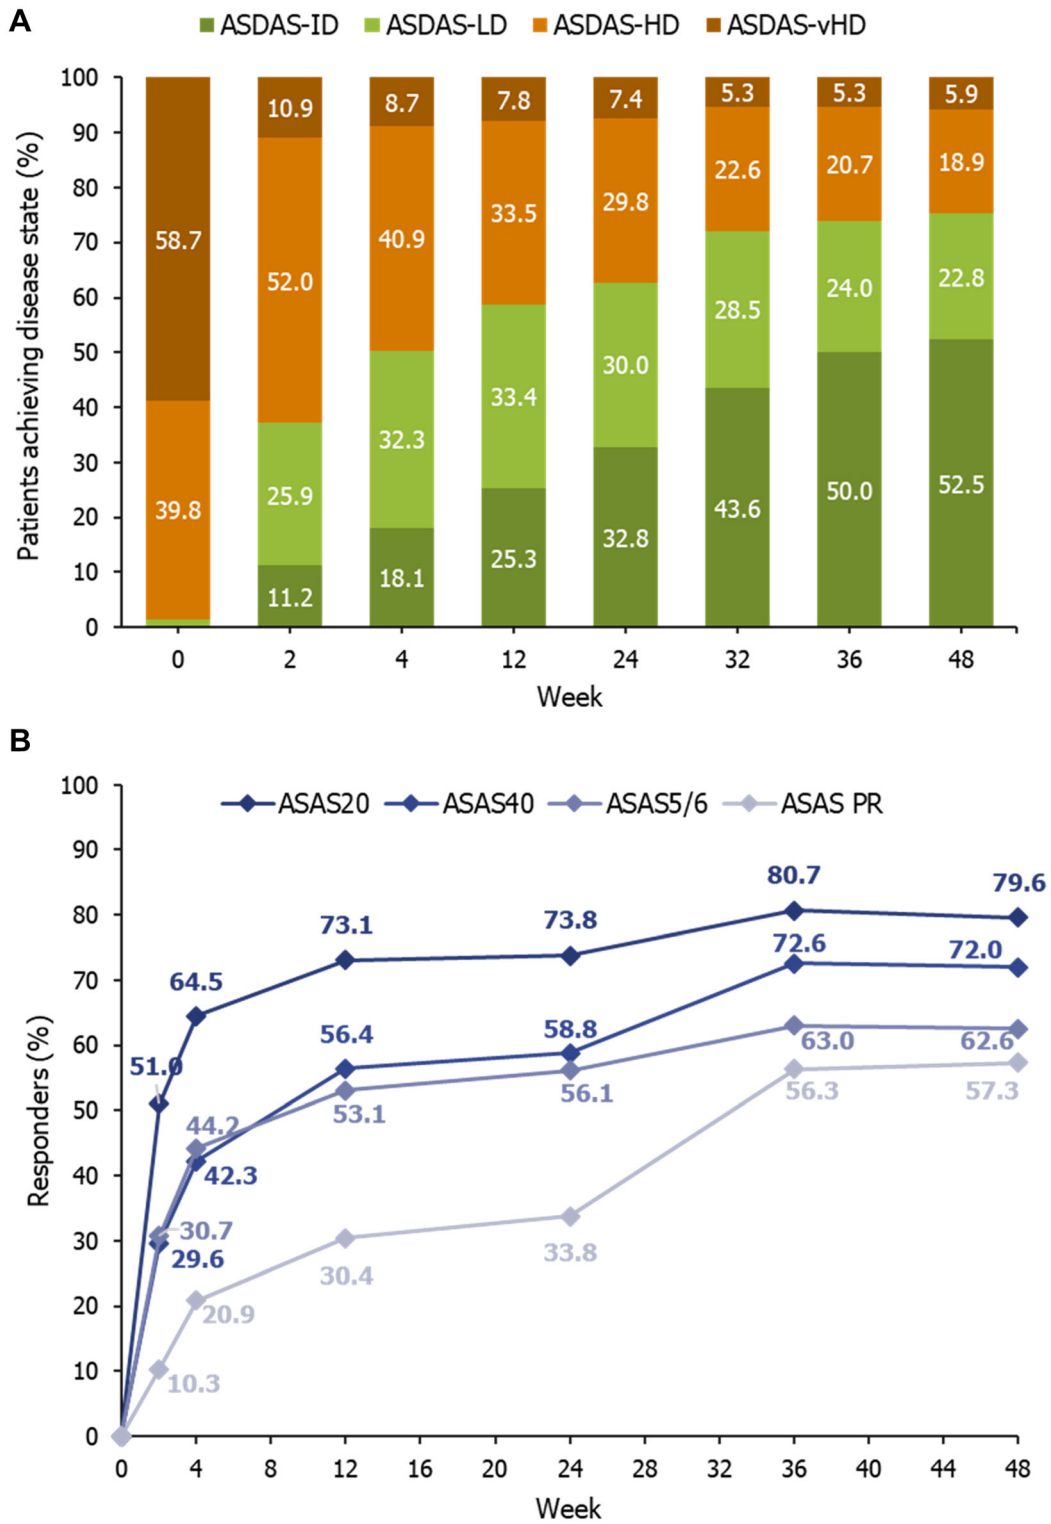 A
ASDAS-ID ASDAS-LD ASDAS-HD ASDAS-vHD
Patients achieving disease state (%)
100
90
80
70
60
50
40
30
20
10
0
58.7 10.9 8.7 7.8 7.4 5.3 5.3 5.9
39.8 52.0 40.9 33.5 29.8 22.6 20.7 18.9
25.9 32.3 33.4 30.0 28.5 24.0 22.8
11.2 18.1 25.3 32.8 43.6 50.0 52.5
0 2 4 12 24 32 36 48
Week
B
ASAS20 ASAS40 ASAS5/6 ASAS PR
Responders (%)
100
90
80
70
60
50
40
30
20
10
0
51.0 64.5 73.1 73.8 80.7 79.6
29.6 42.3 56.4 58.8 72.6 72.0
30.7 44.2 53.1 56.1 63.0 62.6
10.3 20.9 30.4 33.8 56.3 57.3
0 4 8 12 16 20 24 28 32 36 40 44 48
Week